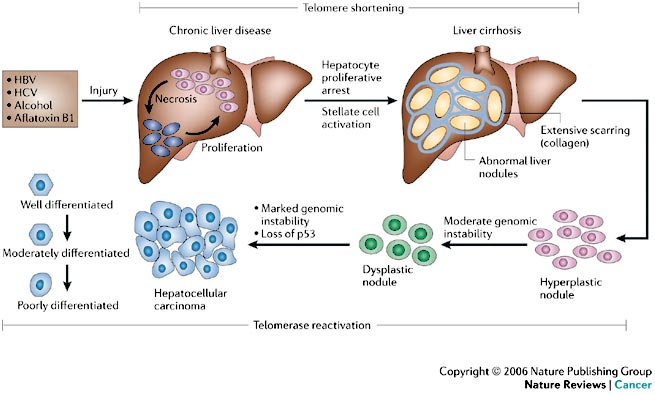 Telomere shortening
Chronic liver disease
Liver cirrhosis
• HBV
• HCV
• Alcohol
• Aflatoxin B1
Injury
Necrosis
Proliferation
Hepatocyte
proliferative
arrest
Stellate cell
activation
Extensive scarring
(collagen)
Abnormal liver
nodules
Well differentiated
Moderately differentiated
Poorly differentiated
Hepatocellular
carcinoma
• Marked genomic
instability
• Loss of p53
Dysplastic
nodule
Moderate genomic
instability
Hyperplastic
nodule
Telomerase reactivation
Copyright © 2006 Nature Publishing Group
Nature Reviews | Cancer